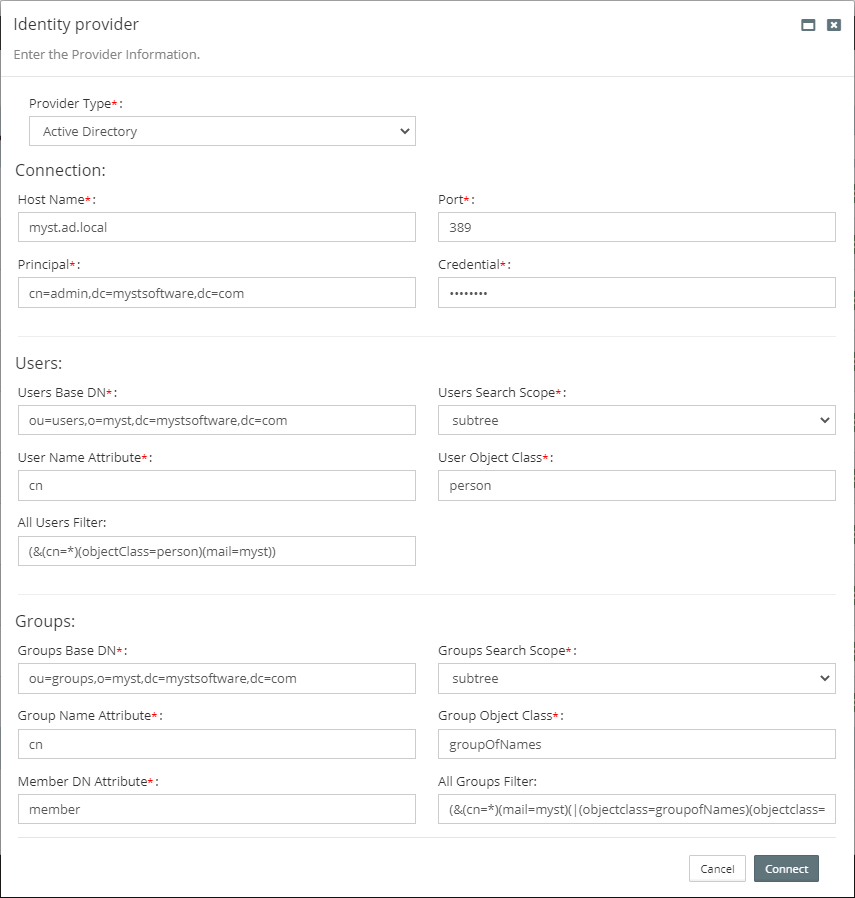 Identity provider
Enter the Provider Information.
Provider Type*:
Active Directory
Connection:
Host Name*:
Port*:
myst.ad.local
389
Principal*:
Credential*:
cn=admin,dc=mystsoftware,dc=com
••••••••
Users:
Users Base DN*:
Users Search Scope*:
ou=users,o=myst,dc=mystsoftware,dc=com
subtree
User Name Attribute*:
User Object Class*:
cn
person
All Users Filter:
(&(cn=*)(objectClass=person)(mail=myst))
Groups:
Groups Base DN*:
Groups Search Scope*:
ou=groups,o=myst,dc=mystsoftware,dc=com
subtree
Group Name Attribute*:
Group Object Class*:
cn
groupOfNames
Member DN Attribute*:
All Groups Filter:
member
(&(cn=*)(mail=myst)(|(objectclass=groupofNames)(objectclass=
Cancel
Connect